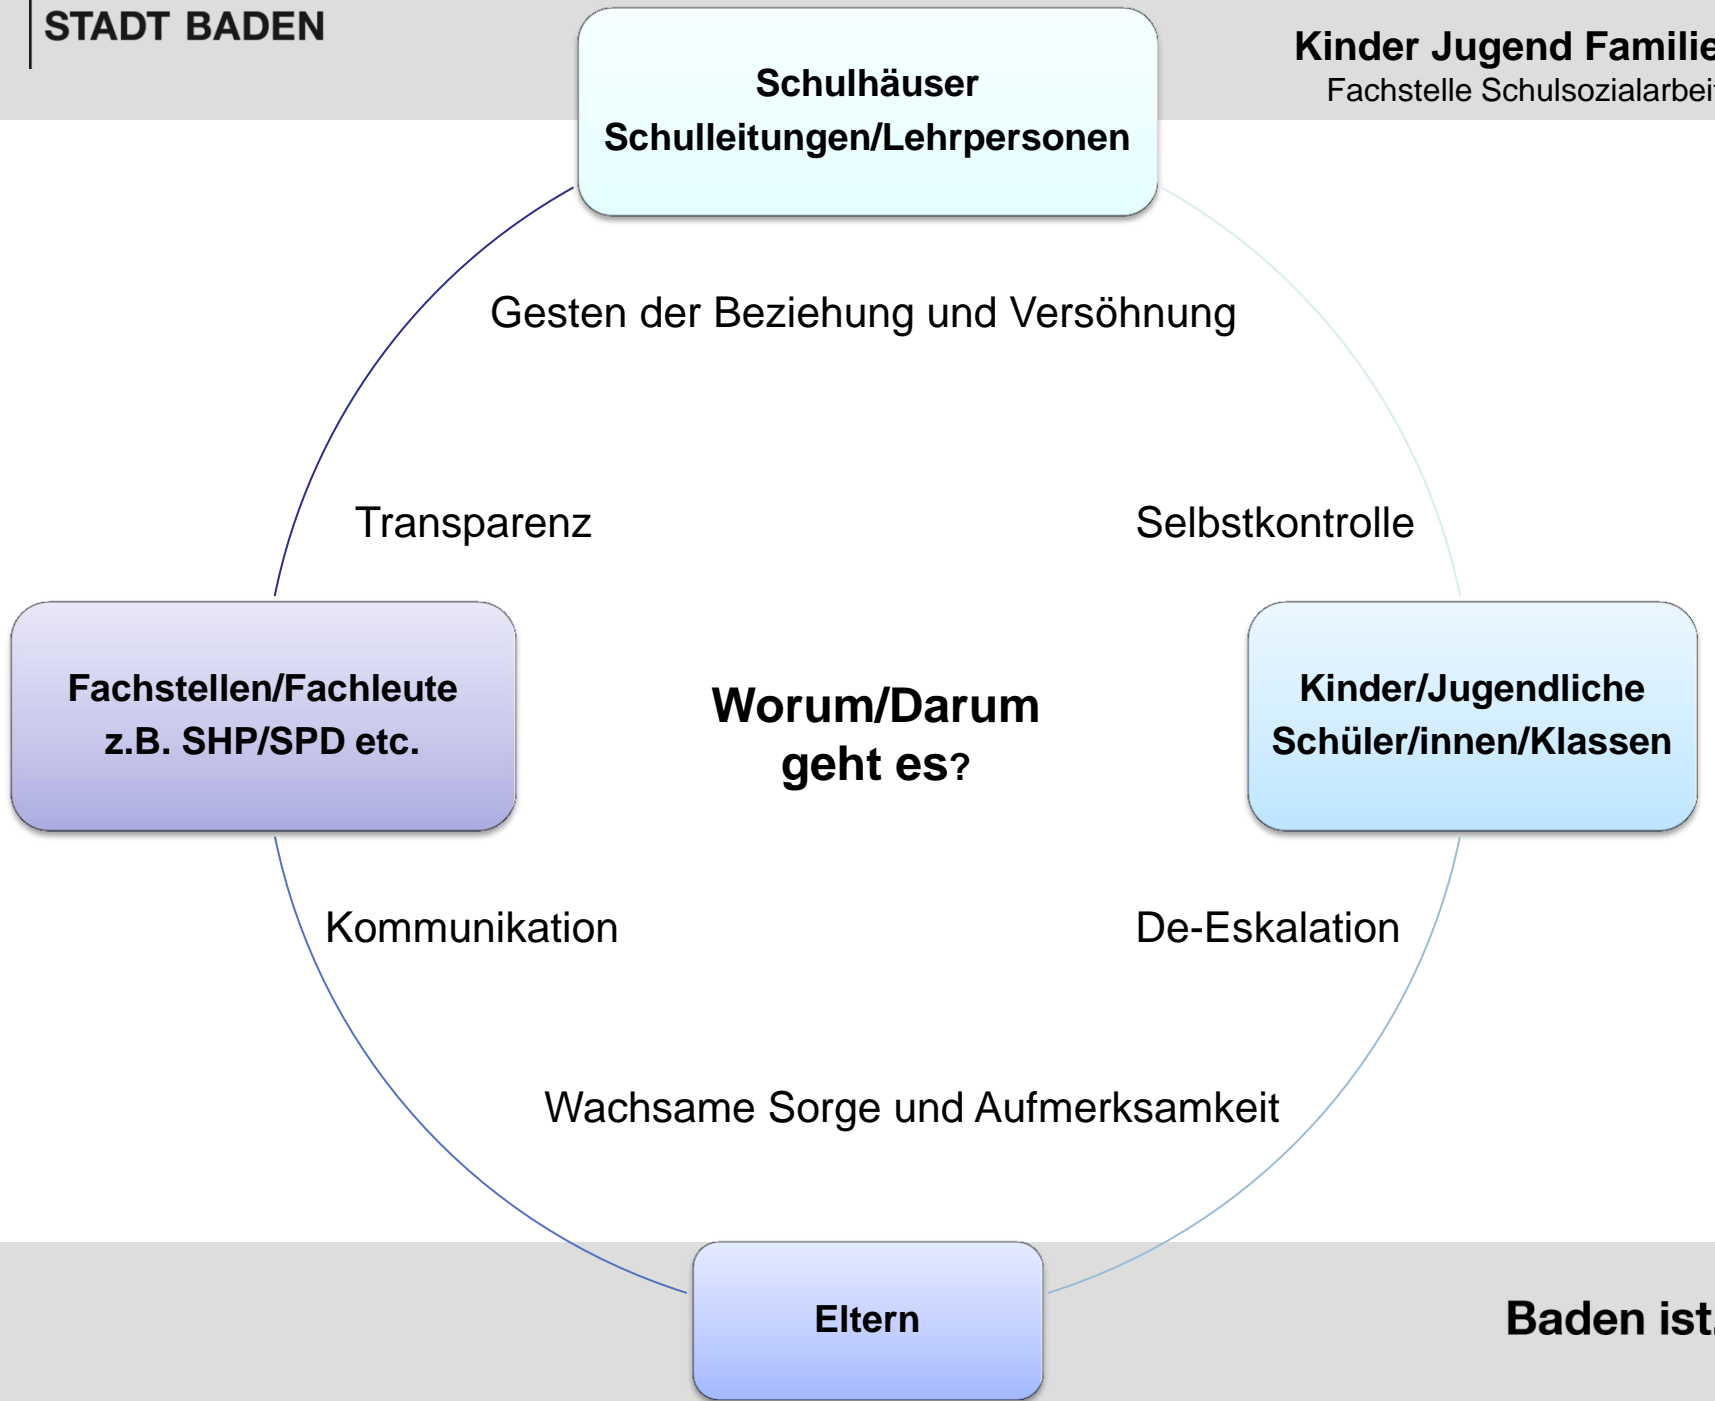 STADT BADEN
Kinder Jugend Familie
Fachstelle Schulsozialarbeit
Schulhäuser
Schulleitungen/Lehrpersonen
Gesten der Beziehung und Versöhnung
Transparenz
Selbstkontrolle
Fachstellen/Fachleute
z.B. SHP/SPD etc.
Worum/Darum
geht es?
Kinder/Jugendliche
Schüler/innen/Klassen
Kommunikation
De-Eskalation
Wachsame Sorge und Aufmerksamkeit
Eltern
Baden ist.